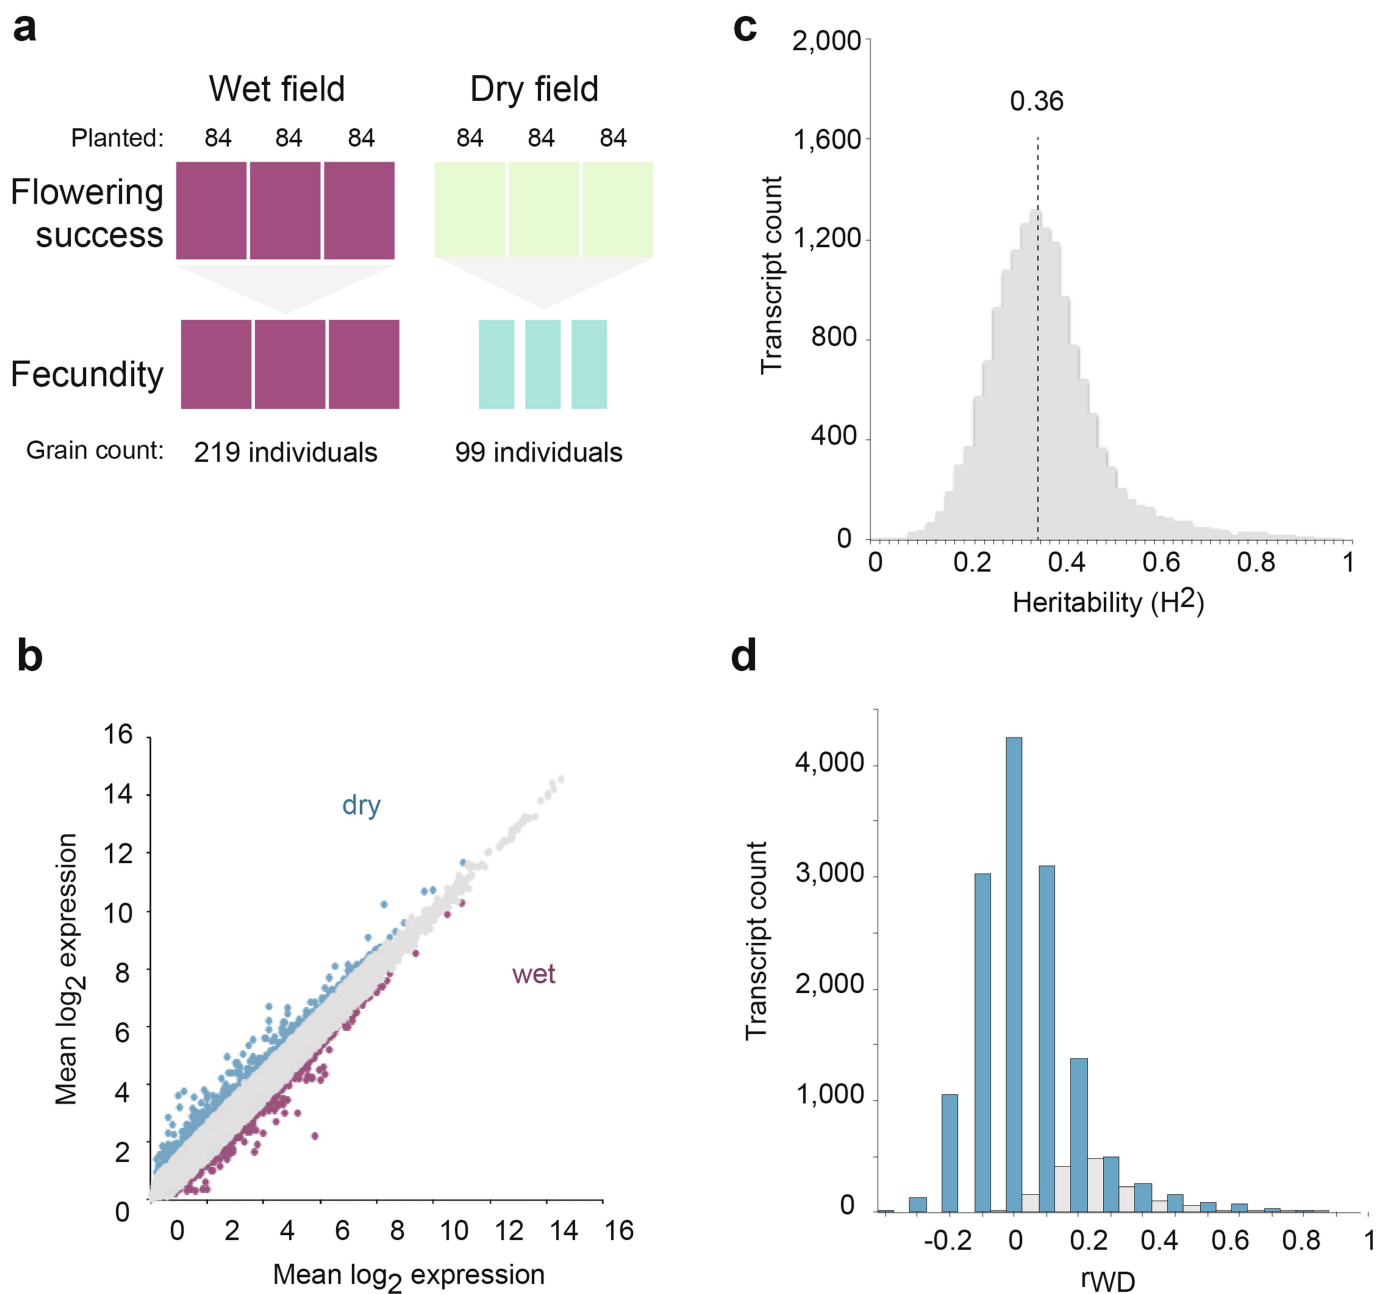 a
Wet field
Dry field
Planted:
84 84 84
84 84 84
Flowering
success
Fecundity
Grain count:
219 individuals
99 individuals
c
2,000
1,600
1,200
800
400
0
Transcript count
0.36
0 0.2 0.4 0.6 0.8 1
Heritability (H2)
b
16
14
12
10
8
6
4
2
0
Mean log2 expression
dry
wet
0 2 4 6 8 10 12 14 16
Mean log2 expression
d
4,000
3,000
2,000
1,000
0
Transcript count
-0.2 0 0.2 0.4 0.6 0.8 1
rWD